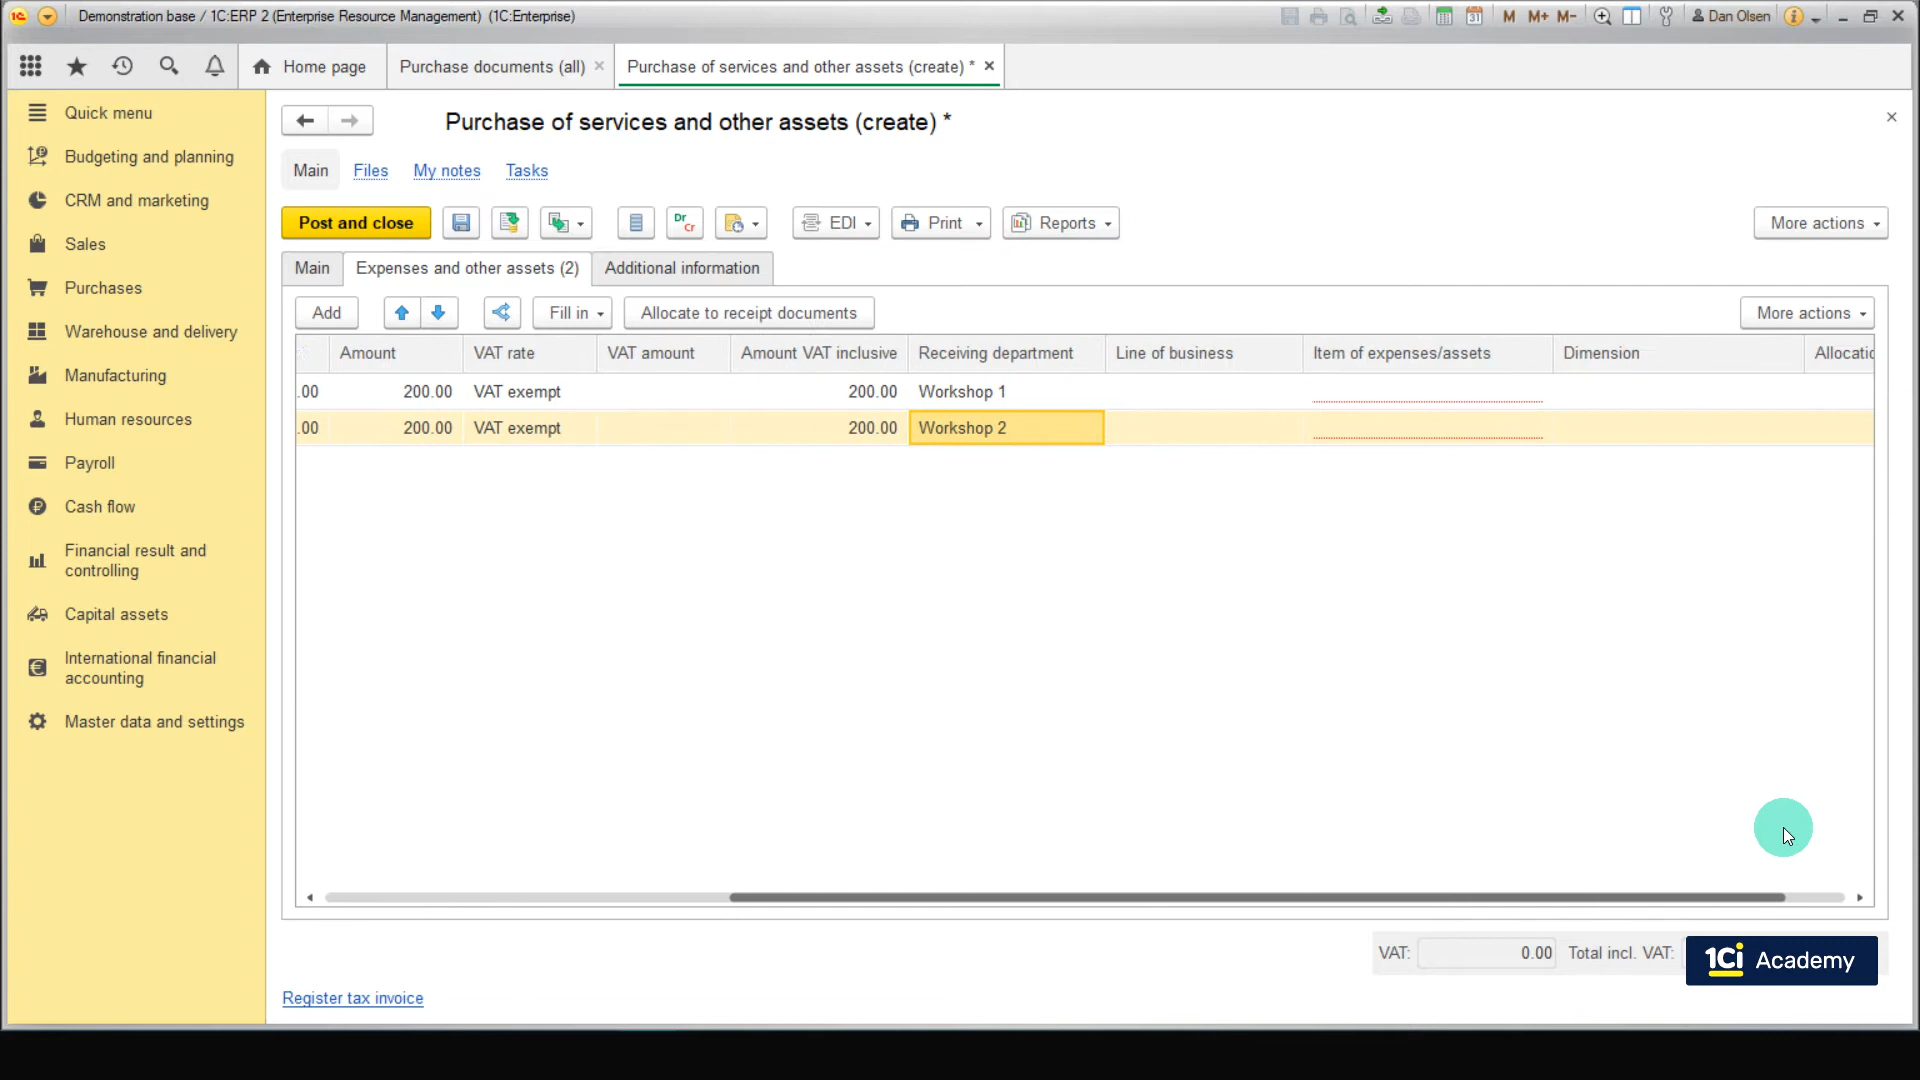 Demonstration base / 1C:ERP 2 (Enterprise Resource Management) (1C:Enterprise)
M M+ M- Dan Olsen
Home page
Purchase documents (all)
Purchase of services and other assets (create) *
Quick menu
Budgeting and planning
CRM and marketing
Sales
Purchases
Warehouse and delivery
Manufacturing
Human resources
Payroll
Cash flow
Financial result and
controlling
Capital assets
International financial
accounting
Master data and settings
Purchase of services and other assets (create) *
Main Files My notes Tasks
Post and close Dr Cr EDI Print Reports More actions
Main Expenses and other assets (2) Additional information
Add Fill in Allocate to receipt documents More actions
Amount VAT rate VAT amount Amount VAT inclusive Receiving department Line of business Item of expenses/assets Dimension Allocatic
.00 200.00 VAT exempt 200.00 Workshop 1
.00 200.00 VAT exempt 200.00 Workshop 2
VAT: 0.00 Total incl. VAT:
1Ci Academy
Register tax invoice